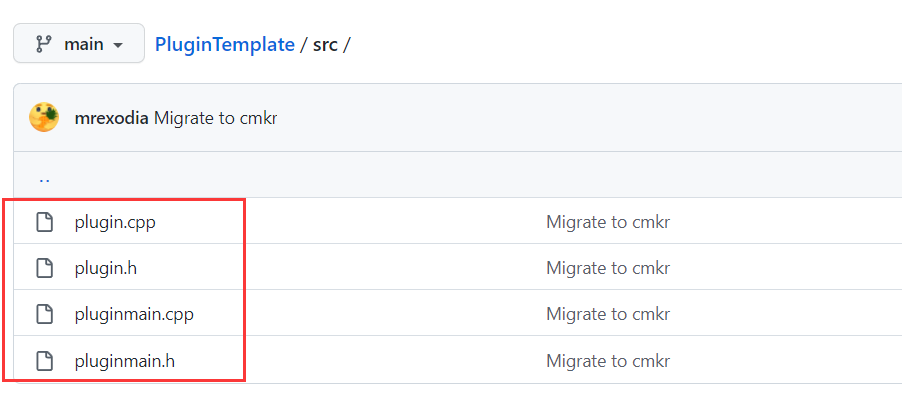 main PluginTemplate / src /
mrexodia Migrate to cmkr
..
plugin.cpp Migrate to cmkr
plugin.h Migrate to cmkr
pluginmain.cpp Migrate to cmkr
pluginmain.h Migrate to cmkr